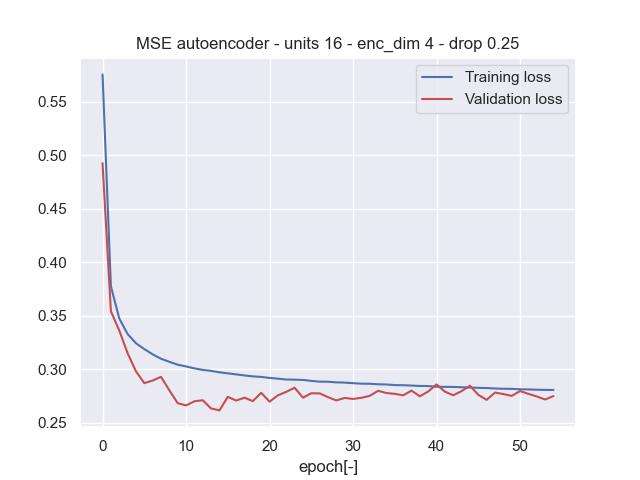 MSE autoencoder - units 16 - enc_dim 4 - drop 0.25
Training loss
Validation loss
0.55
0.50
0.45
0.40
0.35
0.30
0.25
0 10 20 30 40 50
epoch[-]